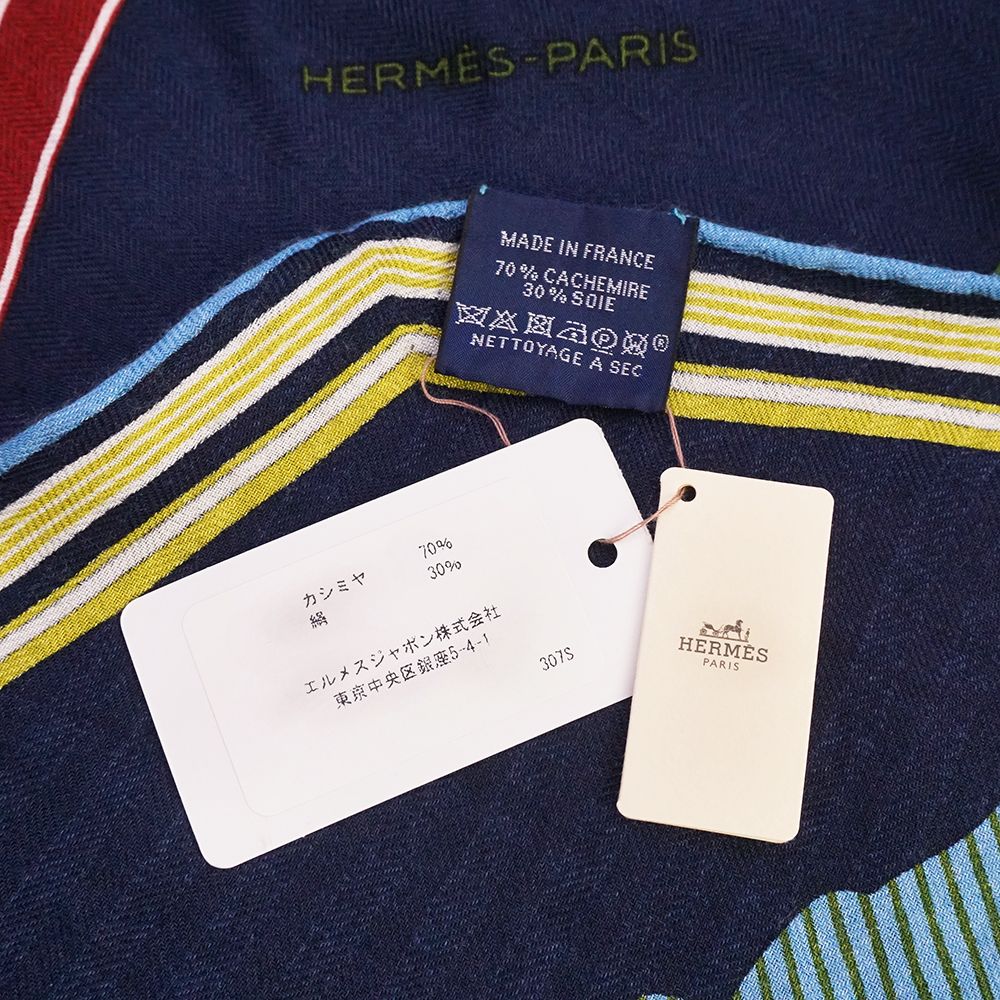 HERMÈS-PARIS
MADE IN FRANCE
70% CACHEMIRE
30% SOIE
W ®
NETTOYAGE A SEC
カシミヤ 70%
絹 30%
エルメスジャポン株式会社
東京中央区銀座5-4-1
307S
HERMÈS
PARIS